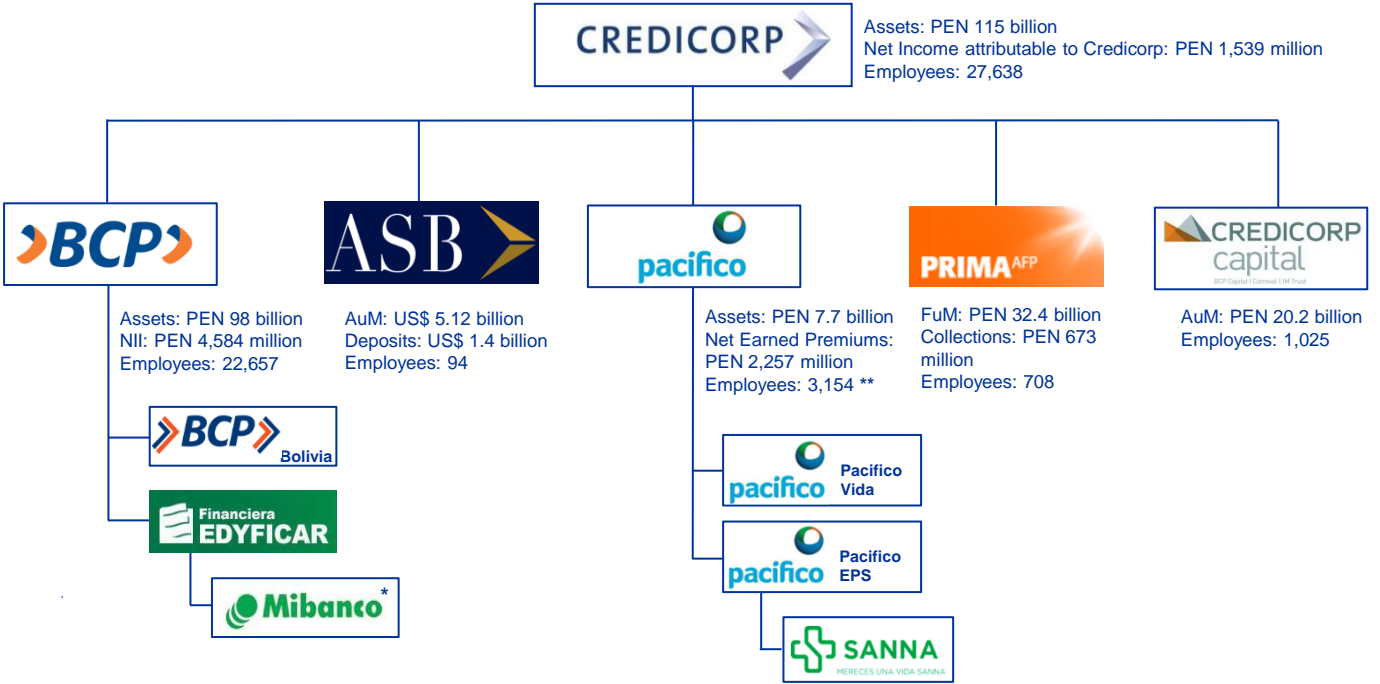 CREDICORP
Assets: PEN 115 billion
Net Income attributable to Credicorp: PEN 1,539 million
Employees: 27,638
BCP
Assets: PEN 98 billion
NII: PEN 4,584 million
Employees: 22,657
BCP
Bolivia
Financiera
EDYFICAR
Mibanco*
ASB
AuM: US$ 5.12 billion
Deposits: US$ 1.4 billion
Employees: 94
pacifico
Assets: PEN 7.7 billion
Net Earned Premiums:
PEN 2,257 million
Employees: 3,154 **
pacifico
Pacifico
Vida
pacifico
Pacifico
EPS
SANNA
MERECES UNA VIDA SANNA
PRIMA AFP
FuM: PEN 32.4 billion
Collections: PEN 673
million
Employees: 708
CREDICORP
capital
BCP Capital | Correval | IM Trust
AuM: PEN 20.2 billion
Employees: 1,025